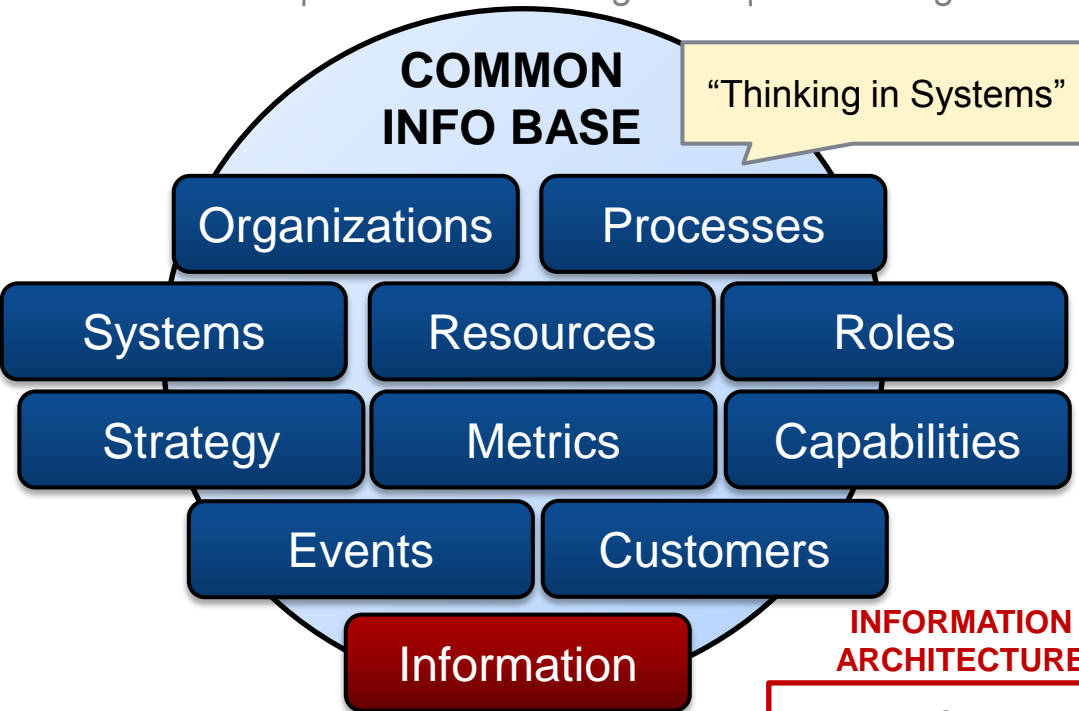 COMMON
INFO BASE
“Thinking in Systems”
Organizations
Processes
Systems
Resources
Roles
Strategy
Metrics
Capabilities
Events
Customers
Information
INFORMATION
ARCHITECTURE